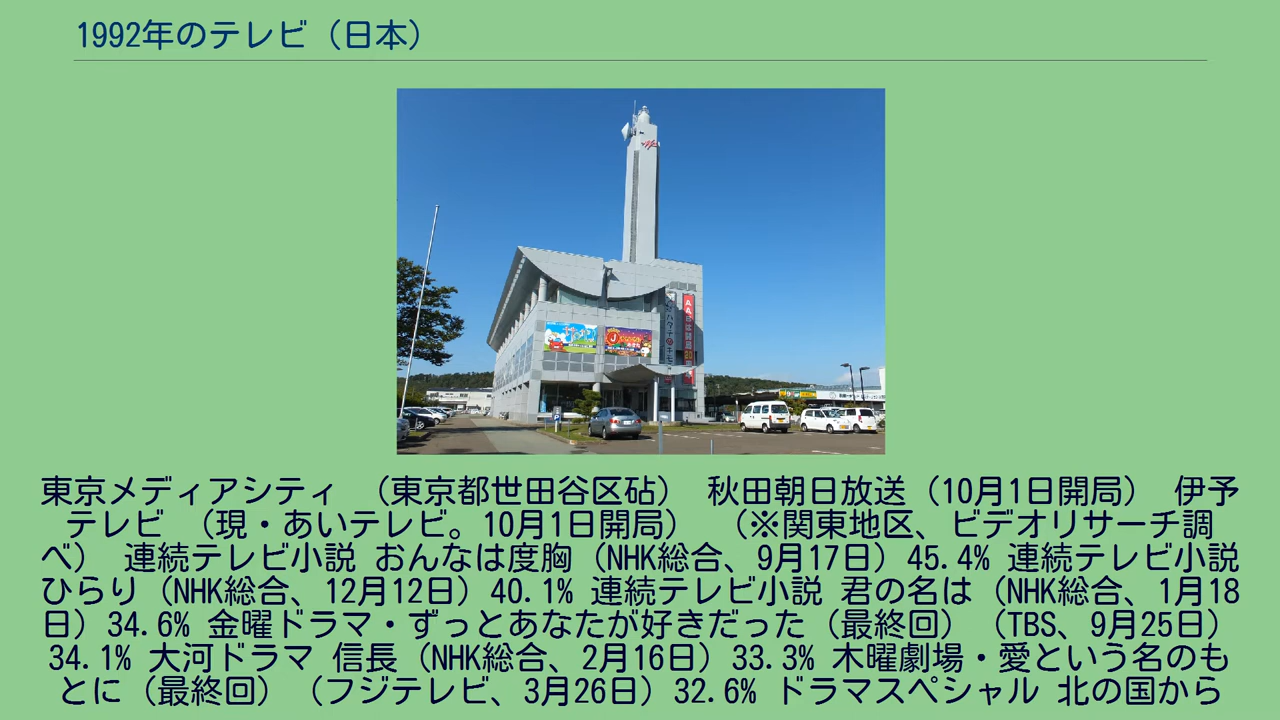 1992年のテレビ（日本）
東京メディアシティ （東京都世田谷区砧） 秋田朝日放送（10月1日開局） 伊予
テレビ （現・あいテレビ。10月1日開局） （※関東地区、ビデオリサーチ調
べ） 連続テレビ小説 おんなは度胸（NHK総合、9月17日）45.4% 連続テレビ小説
ひらり（NHK総合、12月12日）40.1% 連続テレビ小説 君の名は（NHK総合、1月18
日）34.6% 金曜ドラマ・ずっとあなたが好きだった（最終回）（TBS、9月25日）
34.1% 大河ドラマ 信長（NHK総合、2月16日）33.3% 木曜劇場・愛という名のも
とに（最終回）（フジテレビ、3月26日）32.6% ドラマスペシャル 北の国から